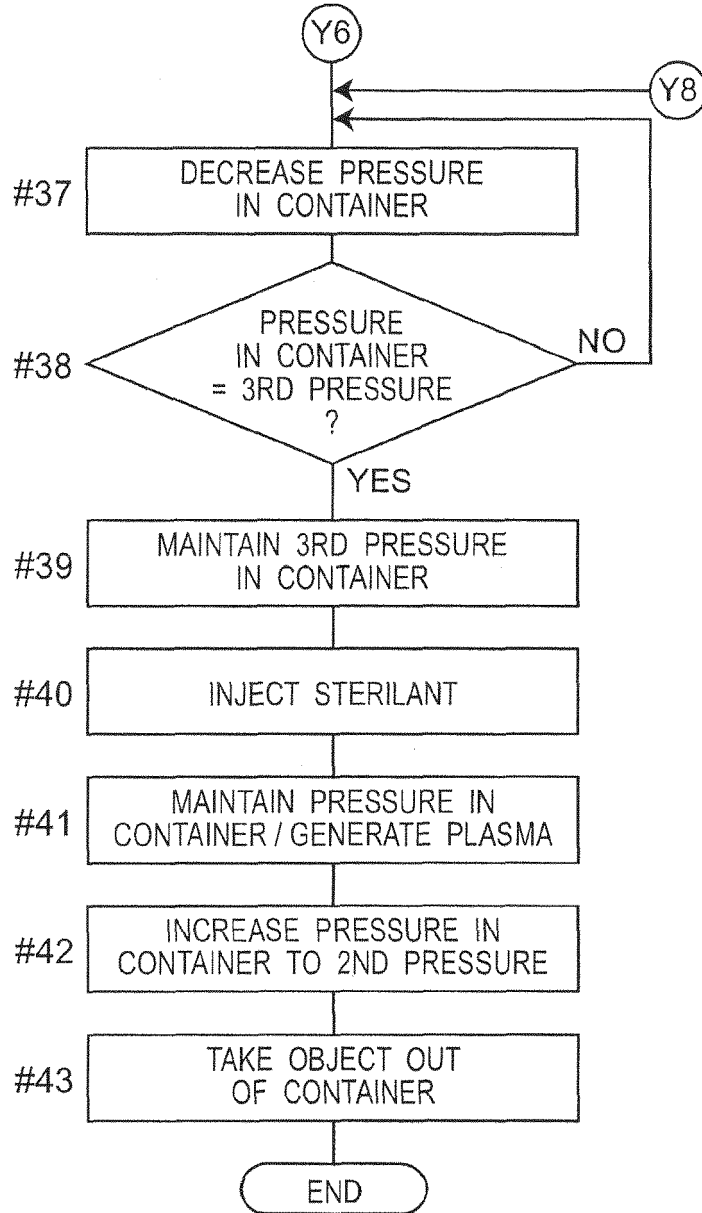 Y6
Y8
#37
DECREASE PRESSURE
IN CONTAINER
#38
PRESSURE
IN CONTAINER
= 3RD PRESSURE
?
NO
YES
#39
MAINTAIN 3RD PRESSURE
IN CONTAINER
#40
INJECT STERILANT
#41
MAINTAIN PRESSURE IN
CONTAINER / GENERATE PLASMA
#42
INCREASE PRESSURE IN
CONTAINER TO 2ND PRESSURE
#43
TAKE OBJECT OUT
OF CONTAINER
END